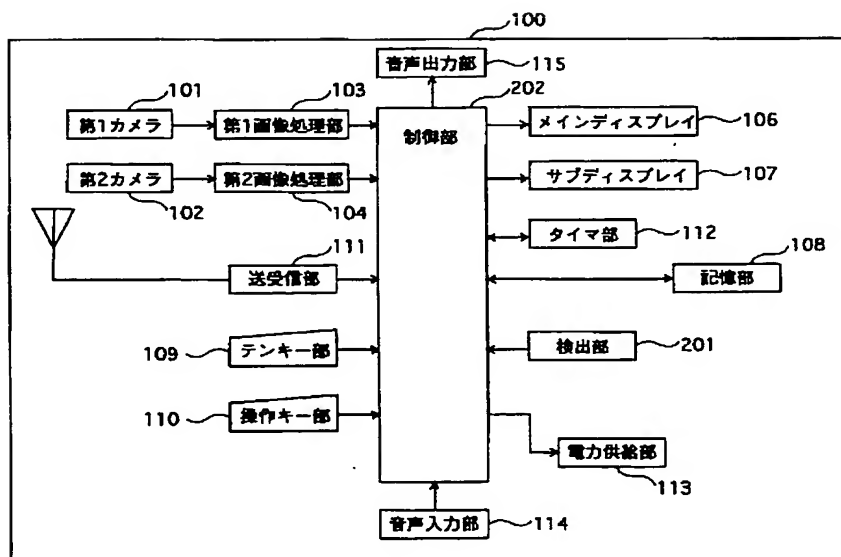 100
音声出力部
115
101
103
202
第1カメラ
第1画像処理部
制御部
メインディスプレイ
106
第2カメラ
第2画像処理部
サブディスプレイ
107
102
104
タイマ部
112
111
108
送受信部
記憶部
109
テンキー部
検出部
201
110
操作キー部
電力供給部
113
音声入力部
114